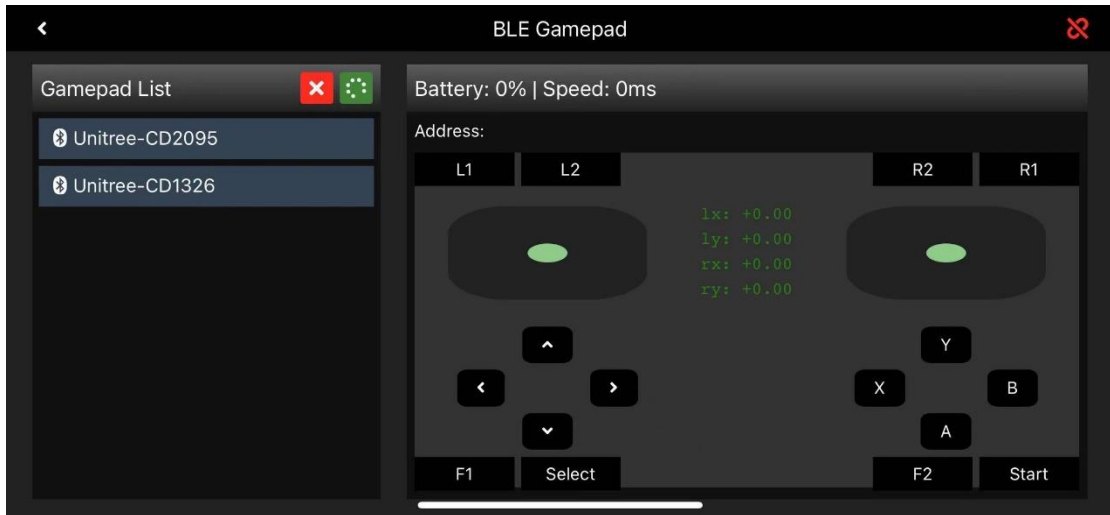 BLE Gamepad
Gamepad List
Unitree-CD2095
Unitree-CD1326
Battery: 0% | Speed: 0ms
Address:
L1 L2 R2 R1
lx: +0.00
ly: +0.00
rx: +0.00
ry: +0.00
Y
X B
A
F1 Select F2 Start